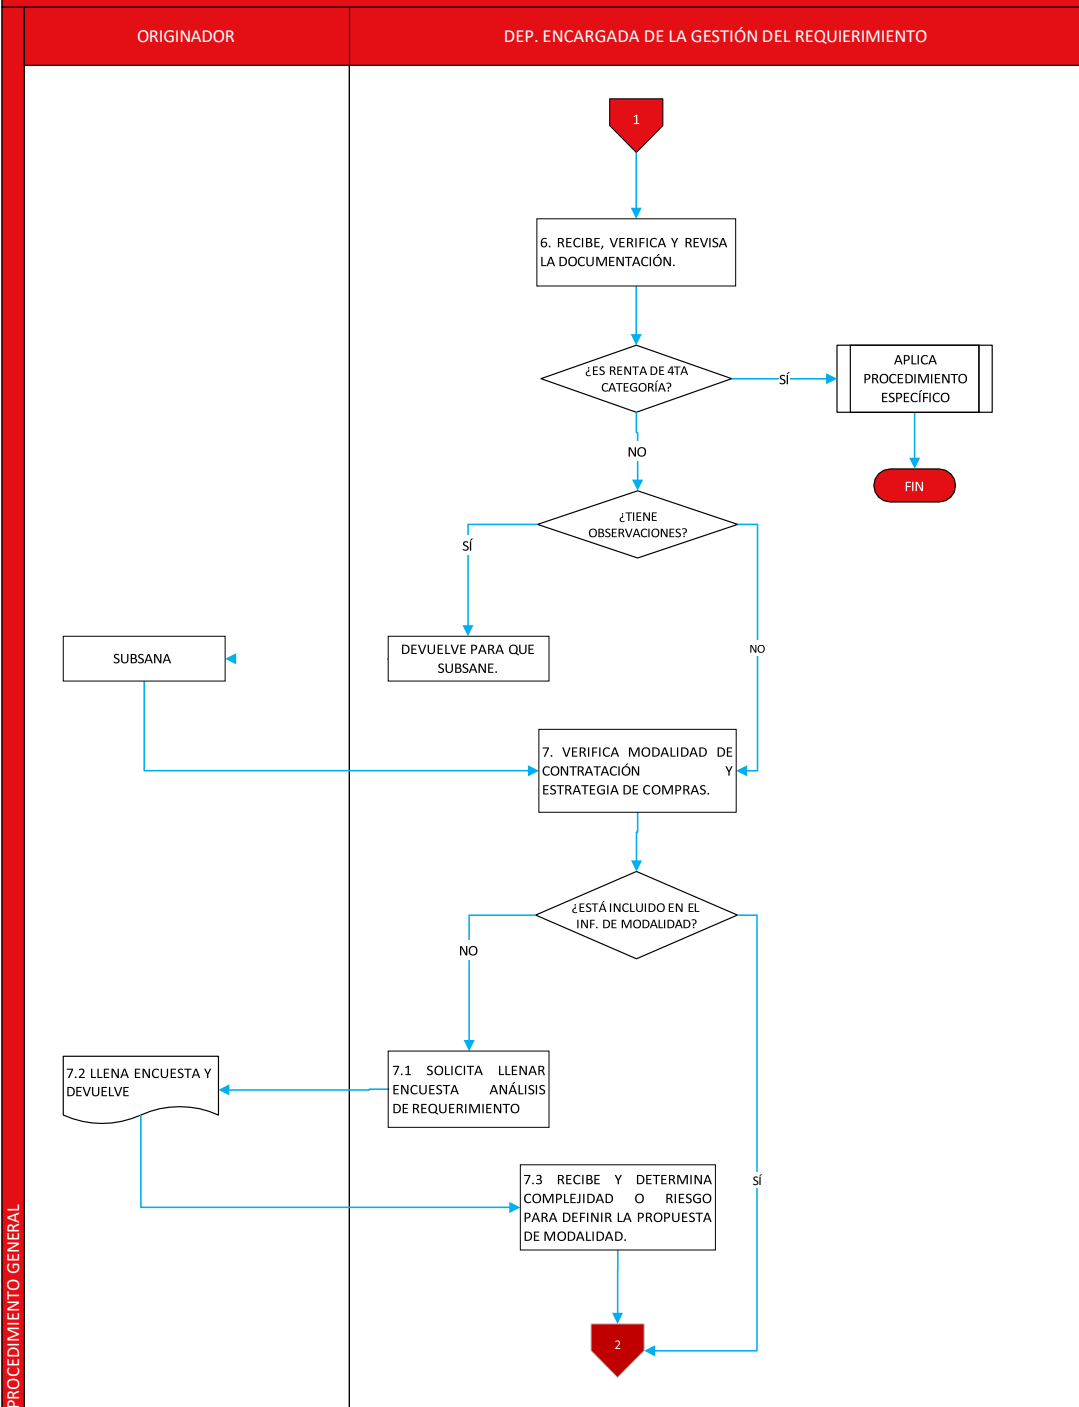 ORIGINADOR
DEP. ENCARGADA DE LA GESTIÓN DEL REQUIERIMIENTO
1
6. RECIBE, VERIFICA Y REVISA
LA DOCUMENTACIÓN.
¿ES RENTA DE 4TA
CATEGORÍA?
SÍ
APLICA
PROCEDIMIENTO
ESPECÍFICO
NO
FIN
¿TIENE
OBSERVACIONES?
SÍ
NO
SUBSANA
DEVUELVE PARA QUE
SUBSANE.
7. VERIFICA MODALIDAD DE
CONTRATACIÓN Y
ESTRATEGIA DE COMPRAS.
¿ESTÁ INCLUIDO EN EL
INF. DE MODALIDAD?
NO
7.2 LLENA ENCUESTA Y
DEVUELVE
7.1 SOLICITA LLENAR
ENCUESTA ANÁLISIS
DE REQUERIMIENTO
SÍ
7.3 RECIBE Y DETERMINA
COMPLEJIDAD O RIESGO
PARA DEFINIR LA PROPUESTA
DE MODALIDAD.
2
PROCEDIMIENTO GENERAL